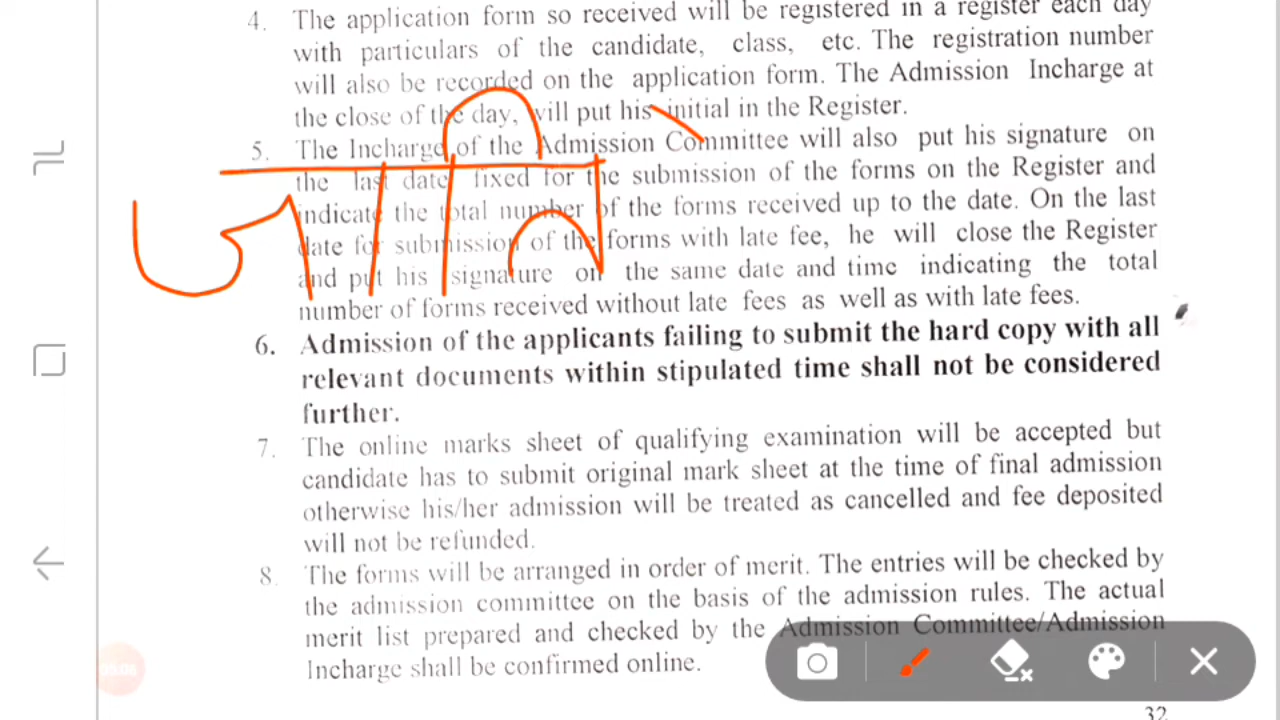 4. The application form so received will be registered in a register each day
with particulars of the candidate, class, etc. The registration number
will also be recorded on the application form. The Admission Incharge at
the close of the day, will put his initial in the Register.
5. The Incharge of the Admission Committee will also put his signature on
the last date fixed for the submission of the forms on the Register and
indicate the total number of the forms received up to the date. On the last
date for submission of the forms with late fee, he will close the Register
and put his signature on the same date and time indicating the total
number of forms received without late fees as well as with late fees.
जाति
6. Admission of the applicants failing to submit the hard copy with all
relevant documents within stipulated time shall not be considered
further.
7. The online marks sheet of qualifying examination will be accepted but
candidate has to submit original mark sheet at the time of final admission
otherwise his/her admission will be treated as cancelled and fee deposited
will not be refunded.
8. The forms will be arranged in order of merit. The entries will be checked by
the admission committee on the basis of the admission rules. The actual
merit list prepared and checked by the Admission Committee/Admission
Incharge shall be confirmed online.
32